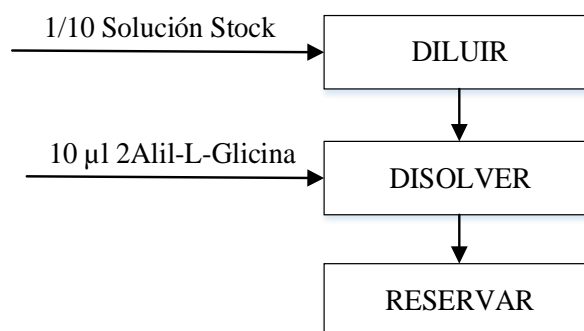 1/10 Solución Stock
DILUIR
10 µl 2Alil-L-Glicina
DISOLVER
RESERVAR